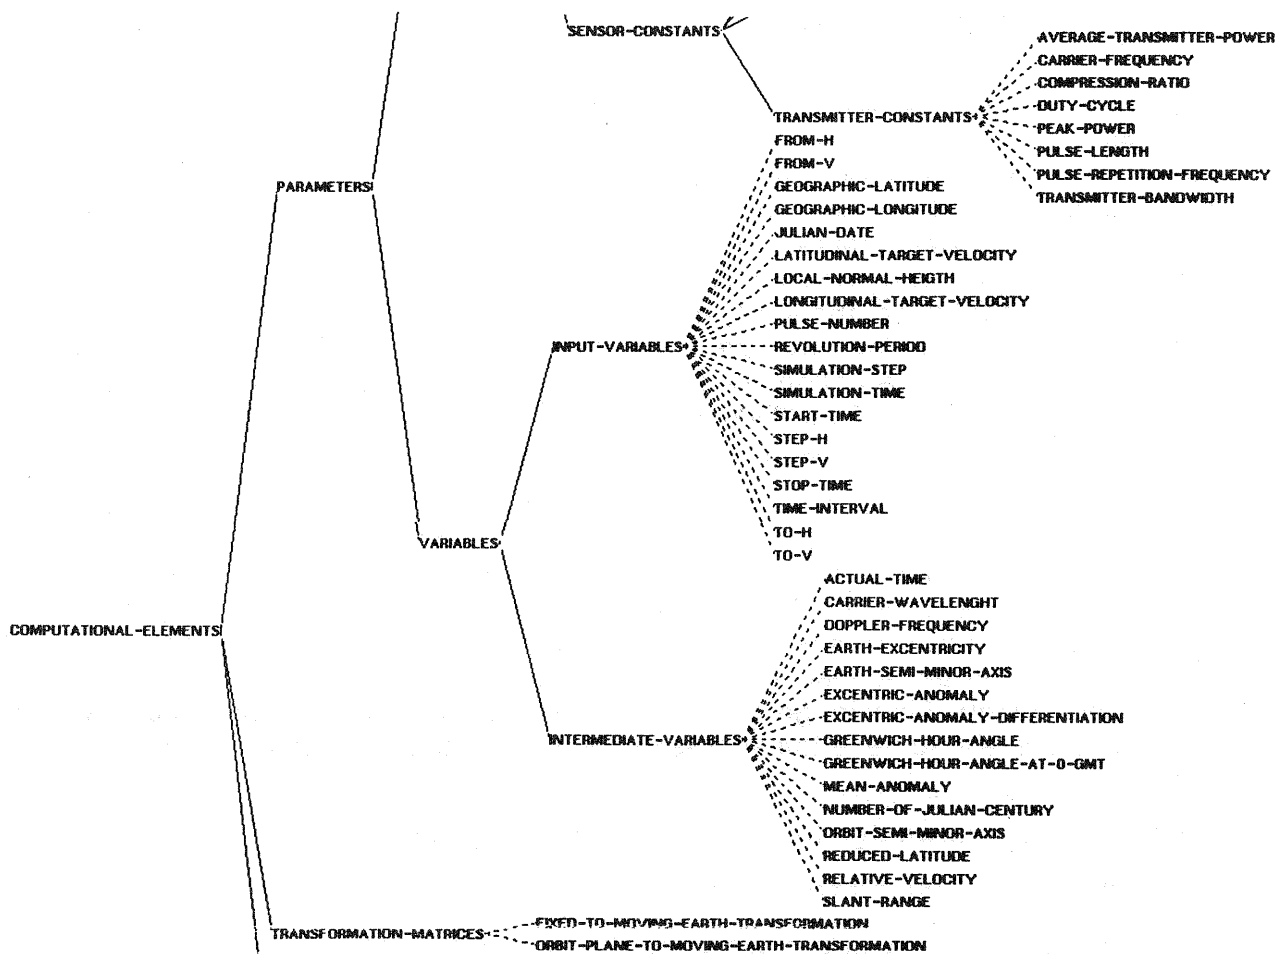 SENSOR-CONSTANTS
AVERAGE-TRANSMITTER-POWER
CARRIER-FREQUENCY
COMPRESSION-RATIO
DUTY-CYCLE
PEAK-POWER
PULSE-LENGTH
PULSE-REPETITION-FREQUENCY
TRANSMITTER-BANDWIDTH
TRANSMITTER-CONSTANTS
PARAMETERS
FROM-H
FROM-V
GEOGRAPHIC-LATITUDE
GEOGRAPHIC-LONGITUDE
JULIAN-DATE
LATITUDINAL-TARGET-VELOCITY
LOCAL-NORMAL-HEIGTH
LONGITUDINAL-TARGET-VELOCITY
PULSE-NUMBER
INPUT-VARIABLES
REVOLUTION-PERIOD
SIMULATION-STEP
SIMULATION-TIME
START-TIME
STEP-H
STEP-V
STOP-TIME
TIME-INTERVAL
TO-H
TO-V
VARIABLES
COMPUTATIONAL-ELEMENTS
ACTUAL-TIME
CARRIER-WAVELENGHT
DOPPLER-FREQUENCY
EARTH-EXCENTRICITY
EARTH-SEMI-MINOR-AXIS
EXCENTRIC-ANOMALY
EXCENTRIC-ANOMALY-DIFFERENTIATION
INTERMEDIATE-VARIABLES
GREENWICH-HOUR-ANGLE
GREENWICH-HOUR-ANGLE-AT-0-GMT
MEAN-ANOMALY
NUMBER-OF-JULIAN-CENTURY
ORBIT-SEMI-MINOR-AXIS
REDUCED-LATITUDE
RELATIVE-VELOCITY
SLANT-RANGE
TRANSFORMATION-MATRICES
FIXED-TO-MOVING-EARTH-TRANSFORMATION
ORBIT-PLANE-TO-MOVING-EARTH-TRANSFORMATION